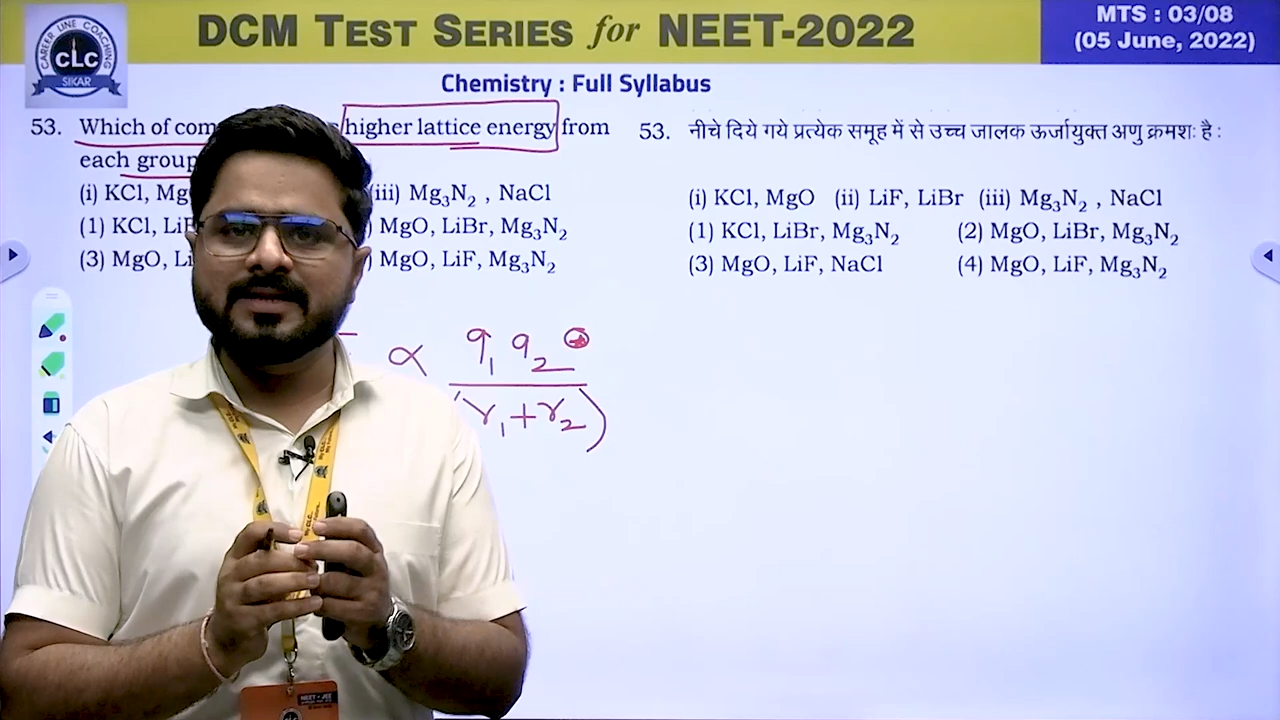 DCM TEST SERIES for NEET-2022
MTS : 03/08
(05 June, 2022)
CAREER LINE COACHING
CLC
SIKAR
Chemistry : Full Syllabus
53. Which of com higher lattice energy from
each group
(i) KCl, Mg (iii) Mg₃N₂ , NaCl
(1) KCl, LiF ) MgO, LiBr, Mg₃N₂
(3) MgO, Li ) MgO, LiF, Mg₃N₂
53. नीचे दिये गये प्रत्येक समूह में से उच्च जालक ऊर्जायुक्त अणु क्रमशः है :
(i) KCl, MgO (ii) LiF, LiBr (iii) Mg₃N₂ , NaCl
(1) KCl, LiBr, Mg₃N₂ (2) MgO, LiBr, Mg₃N₂
(3) MgO, LiF, NaCl (4) MgO, LiF, Mg₃N₂
∝ q₁ q₂
(r₁+r₂)
NEET - JEE
CLC